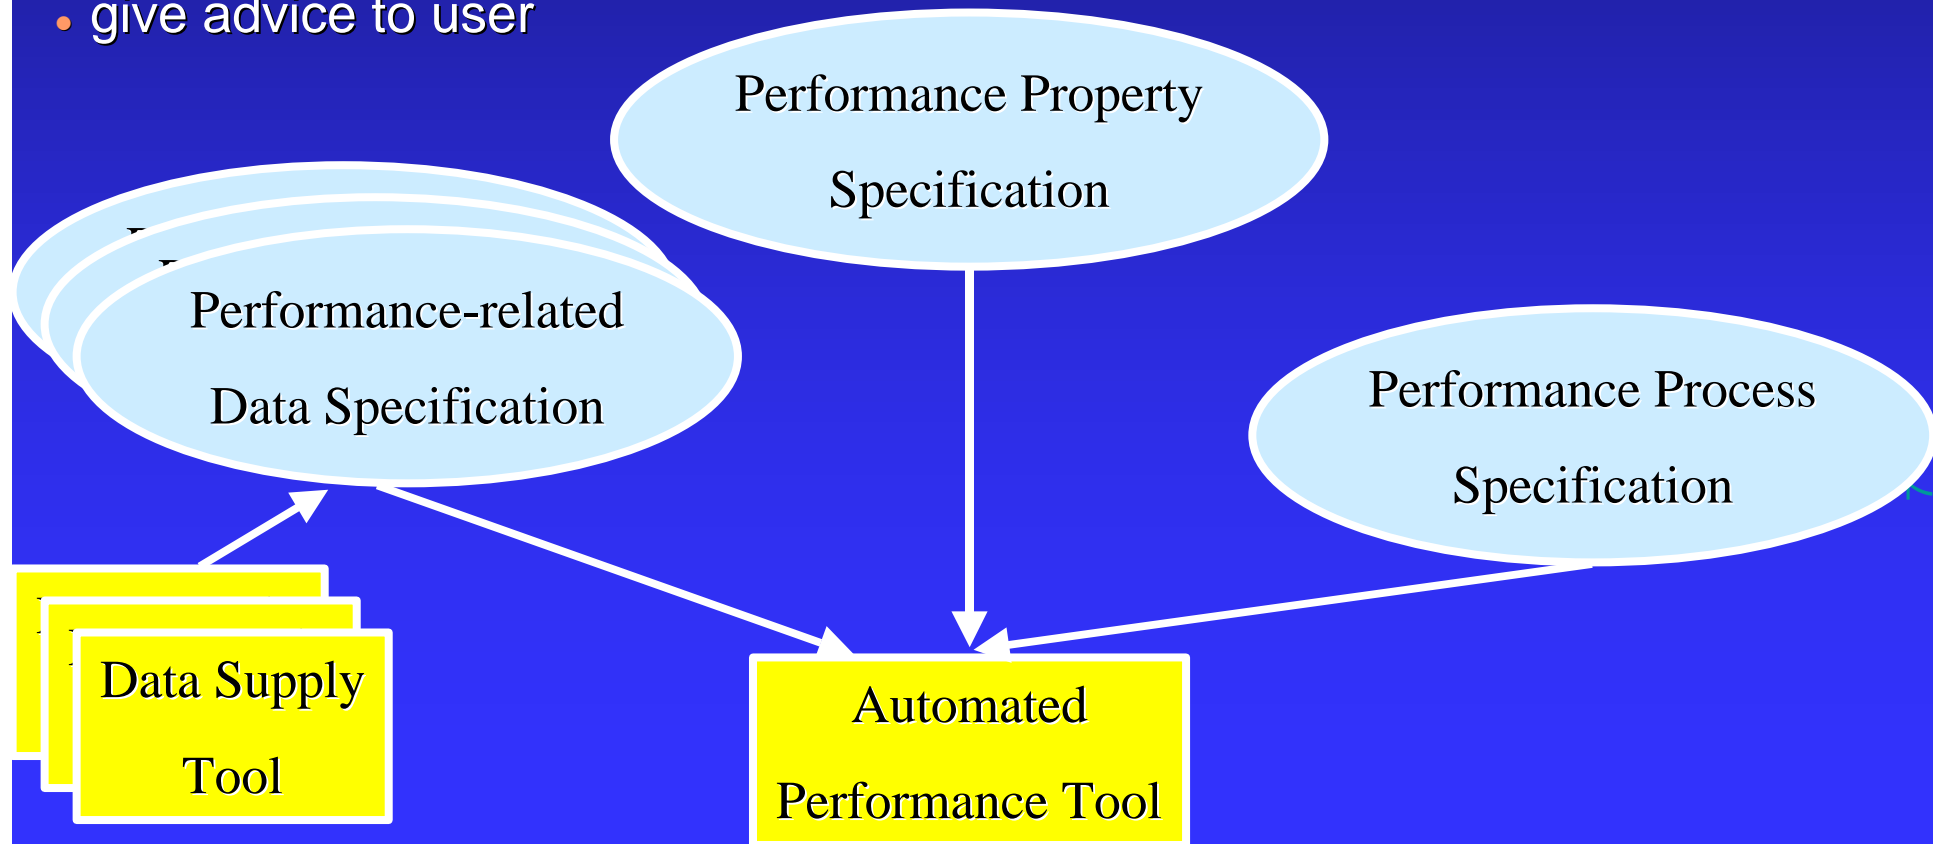 • give advice to user
Performance Property
Specification
Performance-related
Data Specification
Performance Process
Specification
Data Supply
Tool
Automated
Performance Tool